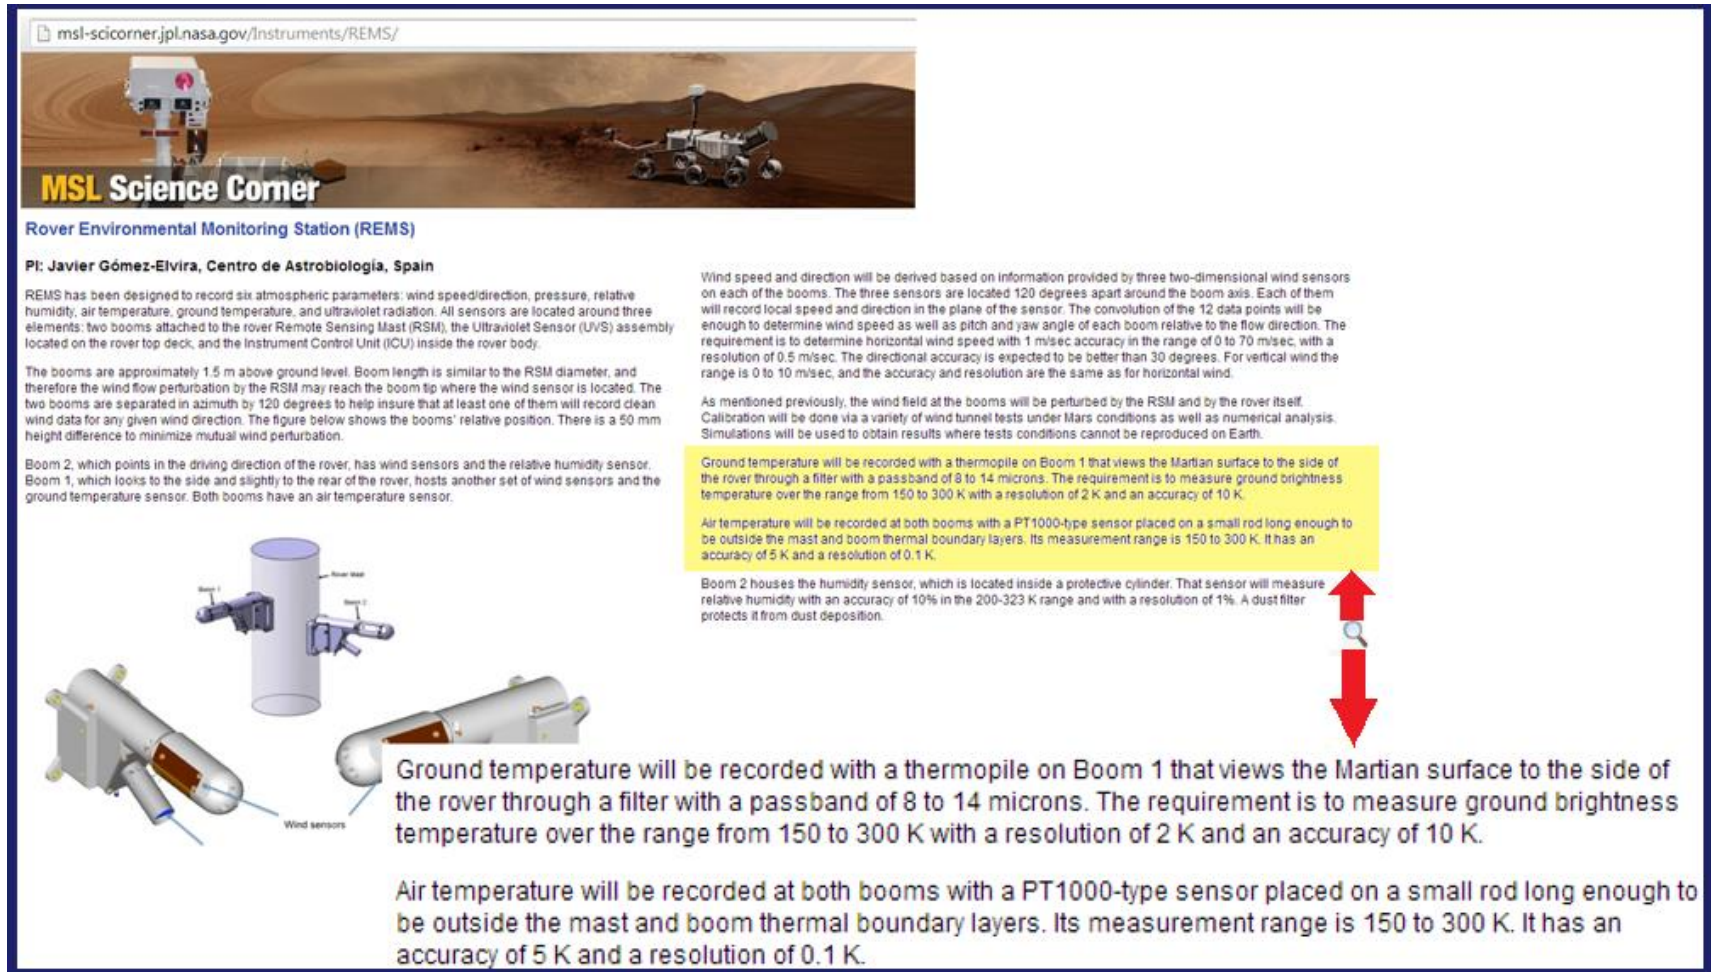 msl-scicorner.jpl.nasa.gov/Instruments/REMS/
MSL Science Corner
Rover Environmental Monitoring Station (REMS)
PI: Javier Gómez-Elvira, Centro de Astrobiología, Spain
REMS has been designed to record six atmospheric parameters: wind speed/direction, pressure, relative
humidity, air temperature, ground temperature, and ultraviolet radiation. All sensors are located around three
elements: two booms attached to the rover Remote Sensing Mast (RSM), the Ultraviolet Sensor (UVS) assembly
located on the rover top deck, and the Instrument Control Unit (ICU) inside the rover body.
The booms are approximately 1.5 m above ground level. Boom length is similar to the RSM diameter, and
therefore the wind flow perturbation by the RSM may reach the boom tip where the wind sensor is located. The
two booms are separated in azimuth by 120 degrees to help insure that at least one of them will record clean
wind data for any given wind direction. The figure below shows the booms' relative position. There is a 50 mm
height difference to minimize mutual wind perturbation.
Boom 2, which points in the driving direction of the rover, has wind sensors and the relative humidity sensor.
Boom 1, which looks to the side and slightly to the rear of the rover, hosts another set of wind sensors and the
ground temperature sensor. Both booms have an air temperature sensor.
Boom 1
Rover Mast
Boom 2
Wind sensors
Wind speed and direction will be derived based on information provided by three two-dimensional wind sensors
on each of the booms. The three sensors are located 120 degrees apart around the boom axis. Each of them
will record local speed and direction in the plane of the sensor. The convolution of the 12 data points will be
enough to determine wind speed as well as pitch and yaw angle of each boom relative to the flow direction. The
requirement is to determine horizontal wind speed with 1 m/sec accuracy in the range of 0 to 70 m/sec, with a
resolution of 0.5 m/sec. The directional accuracy is expected to be better than 30 degrees. For vertical wind the
range is 0 to 10 m/sec, and the accuracy and resolution are the same as for horizontal wind.
As mentioned previously, the wind field at the booms will be perturbed by the RSM and by the rover itself.
Calibration will be done via a variety of wind tunnel tests under Mars conditions as well as numerical analysis.
Simulations will be used to obtain results where tests conditions cannot be reproduced on Earth.
Ground temperature will be recorded with a thermopile on Boom 1 that views the Martian surface to the side of
the rover through a filter with a passband of 8 to 14 microns. The requirement is to measure ground brightness
temperature over the range from 150 to 300 K with a resolution of 2 K and an accuracy of 10 K.
Air temperature will be recorded at both booms with a PT1000-type sensor placed on a small rod long enough to
be outside the mast and boom thermal boundary layers. Its measurement range is 150 to 300 K. It has an
accuracy of 5 K and a resolution of 0.1 K.
Boom 2 houses the humidity sensor, which is located inside a protective cylinder. That sensor will measure
relative humidity with an accuracy of 10% in the 200-323 K range and with a resolution of 1%. A dust filter
protects it from dust deposition.
Ground temperature will be recorded with a thermopile on Boom 1 that views the Martian surface to the side of
the rover through a filter with a passband of 8 to 14 microns. The requirement is to measure ground brightness
temperature over the range from 150 to 300 K with a resolution of 2 K and an accuracy of 10 K.
Air temperature will be recorded at both booms with a PT1000-type sensor placed on a small rod long enough to
be outside the mast and boom thermal boundary layers. Its measurement range is 150 to 300 K. It has an
accuracy of 5 K and a resolution of 0.1 K.